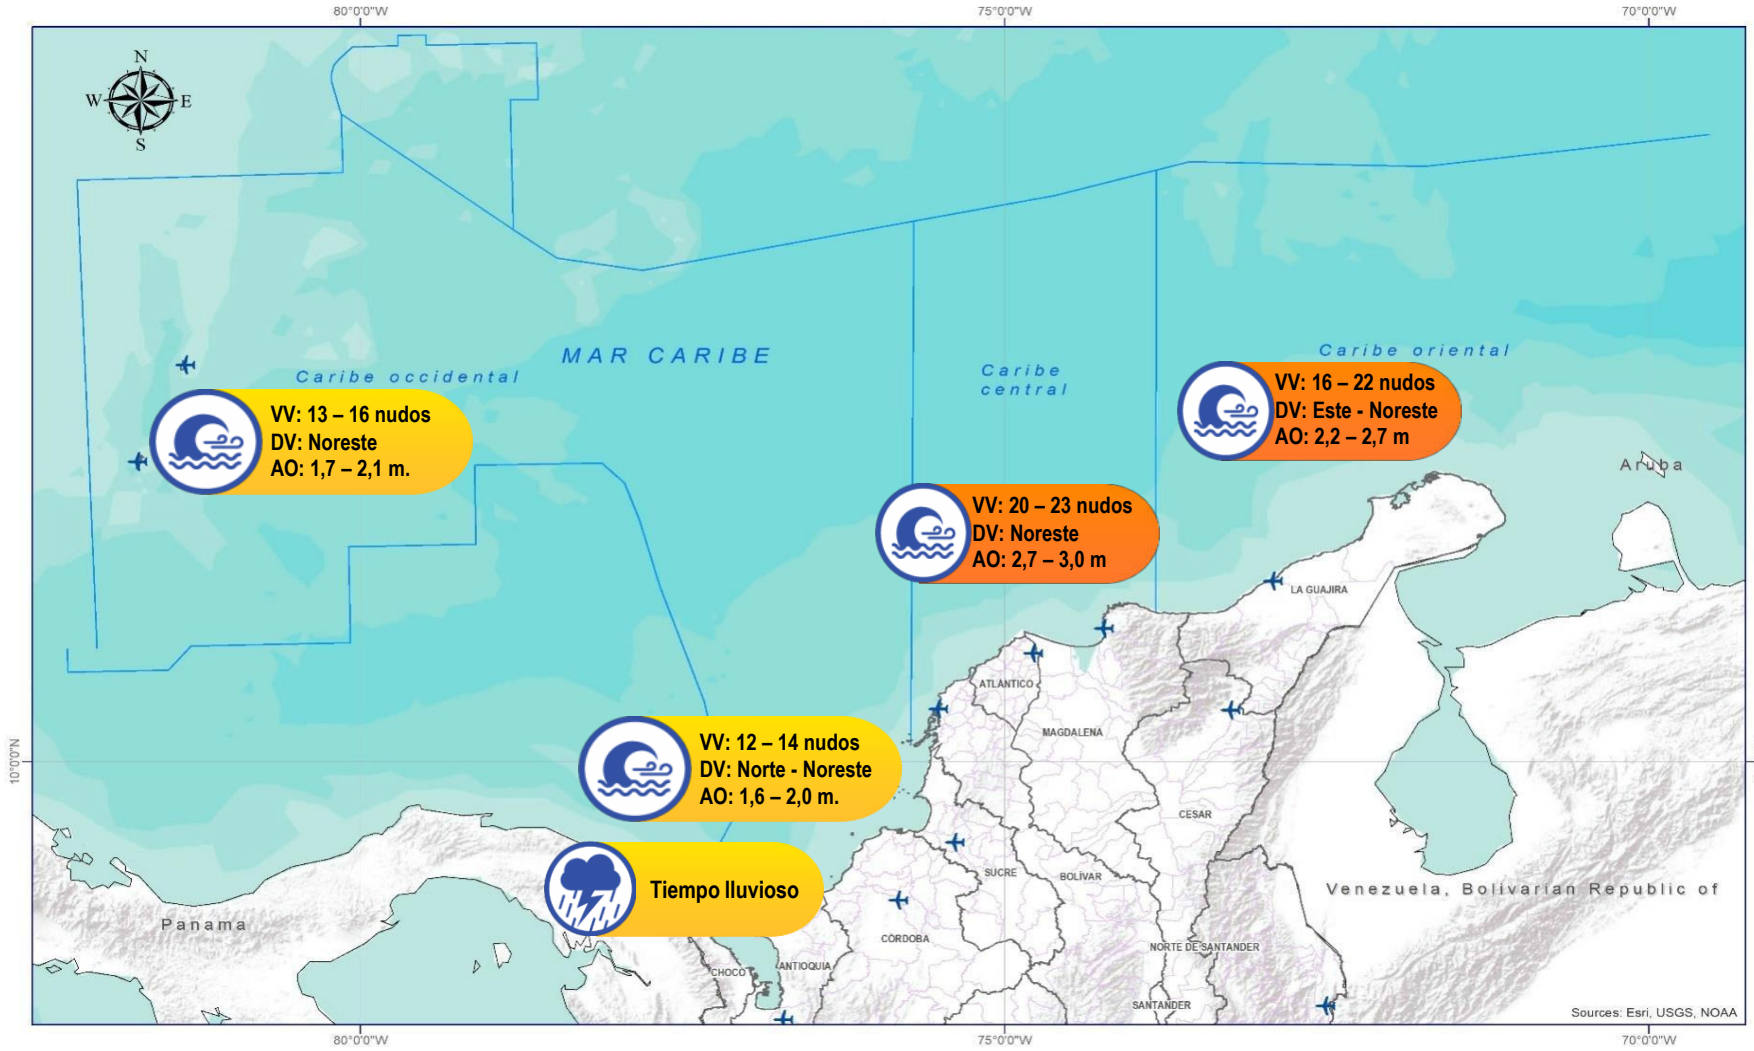 80°0'0"W
75°0'0"W
70°0'0"W
N
W
E
S
MAR CARIBE
Caribe occidental
Caribe
central
Caribe oriental
VV: 13 – 16 nudos
DV: Noreste
AO: 1,7 – 2,1 m.
VV: 16 – 22 nudos
DV: Este - Noreste
AO: 2,2 – 2,7 m
Aruba
VV: 20 – 23 nudos
DV: Noreste
AO: 2,7 – 3,0 m
LA GUAJIRA
ATLÁNTICO
MAGDALENA
10°0'0"N
VV: 12 – 14 nudos
DV: Norte - Noreste
AO: 1,6 – 2,0 m.
CESAR
Tiempo lluvioso
SUCRE
BOLÍVAR
Venezuela, Bolivarian Republic of
Panama
CÓRDOBA
NORTE DE SANTANDER
CHOCÓ
ANTIOQUIA
SANTANDER
Sources: Esri, USGS, NOAA
80°0'0"W
75°0'0"W
70°0'0"W